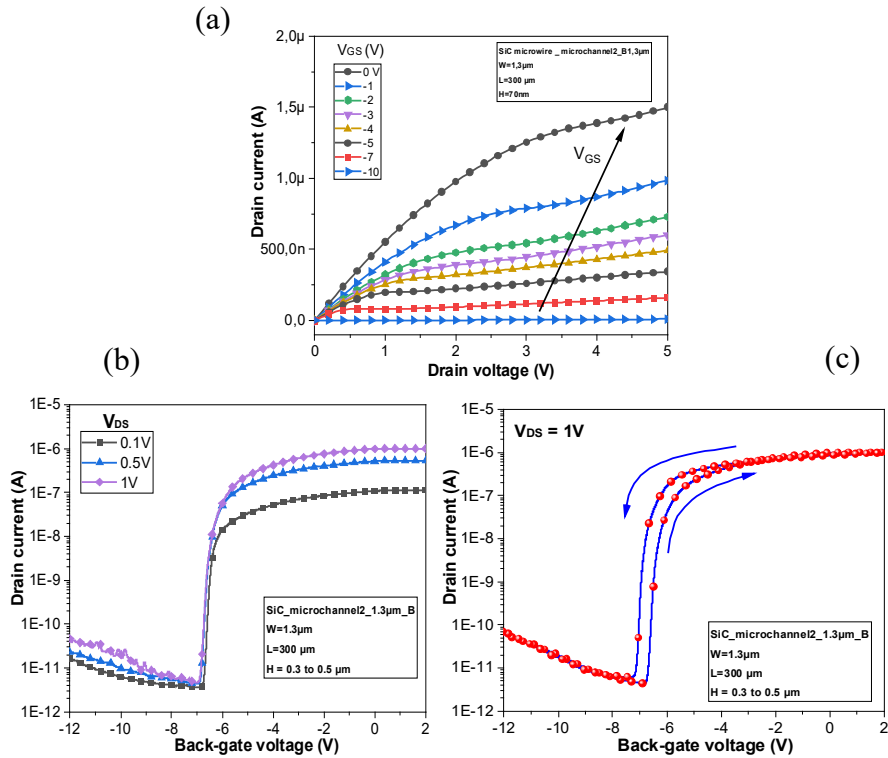 (a)
2,0µ
1,5µ
1,0µ
500,0n
0,0
Drain current (A)
VGS (V)
0 V
-1
-2
-3
-4
-5
-7
-10
SiC microwire _ microchannel2_B1,3µm
W=1,3µm
L=300 µm
H=70nm
VGS
0 1 2 3 4 5
Drain voltage (V)
(b)
1E-5
1E-6
1E-7
1E-8
1E-9
1E-10
1E-11
1E-12
Drain current (A)
VDS
0.1V
0.5V
1V
SiC_microchannel2_1.3µm_B
W=1.3µm
L=300 µm
H = 0.3 to 0.5 µm
-12 -10 -8 -6 -4 -2 0 2
Back-gate voltage (V)
(c)
1E-5
1E-6
1E-7
1E-8
1E-9
1E-10
1E-11
1E-12
Drain current (A)
VDS = 1V
SiC_microchannel2_1.3µm_B
W=1.3µm
L=300 µm
H = 0.3 to 0.5 µm
-12 -10 -8 -6 -4 -2 0 2
Back-gate voltage (V)